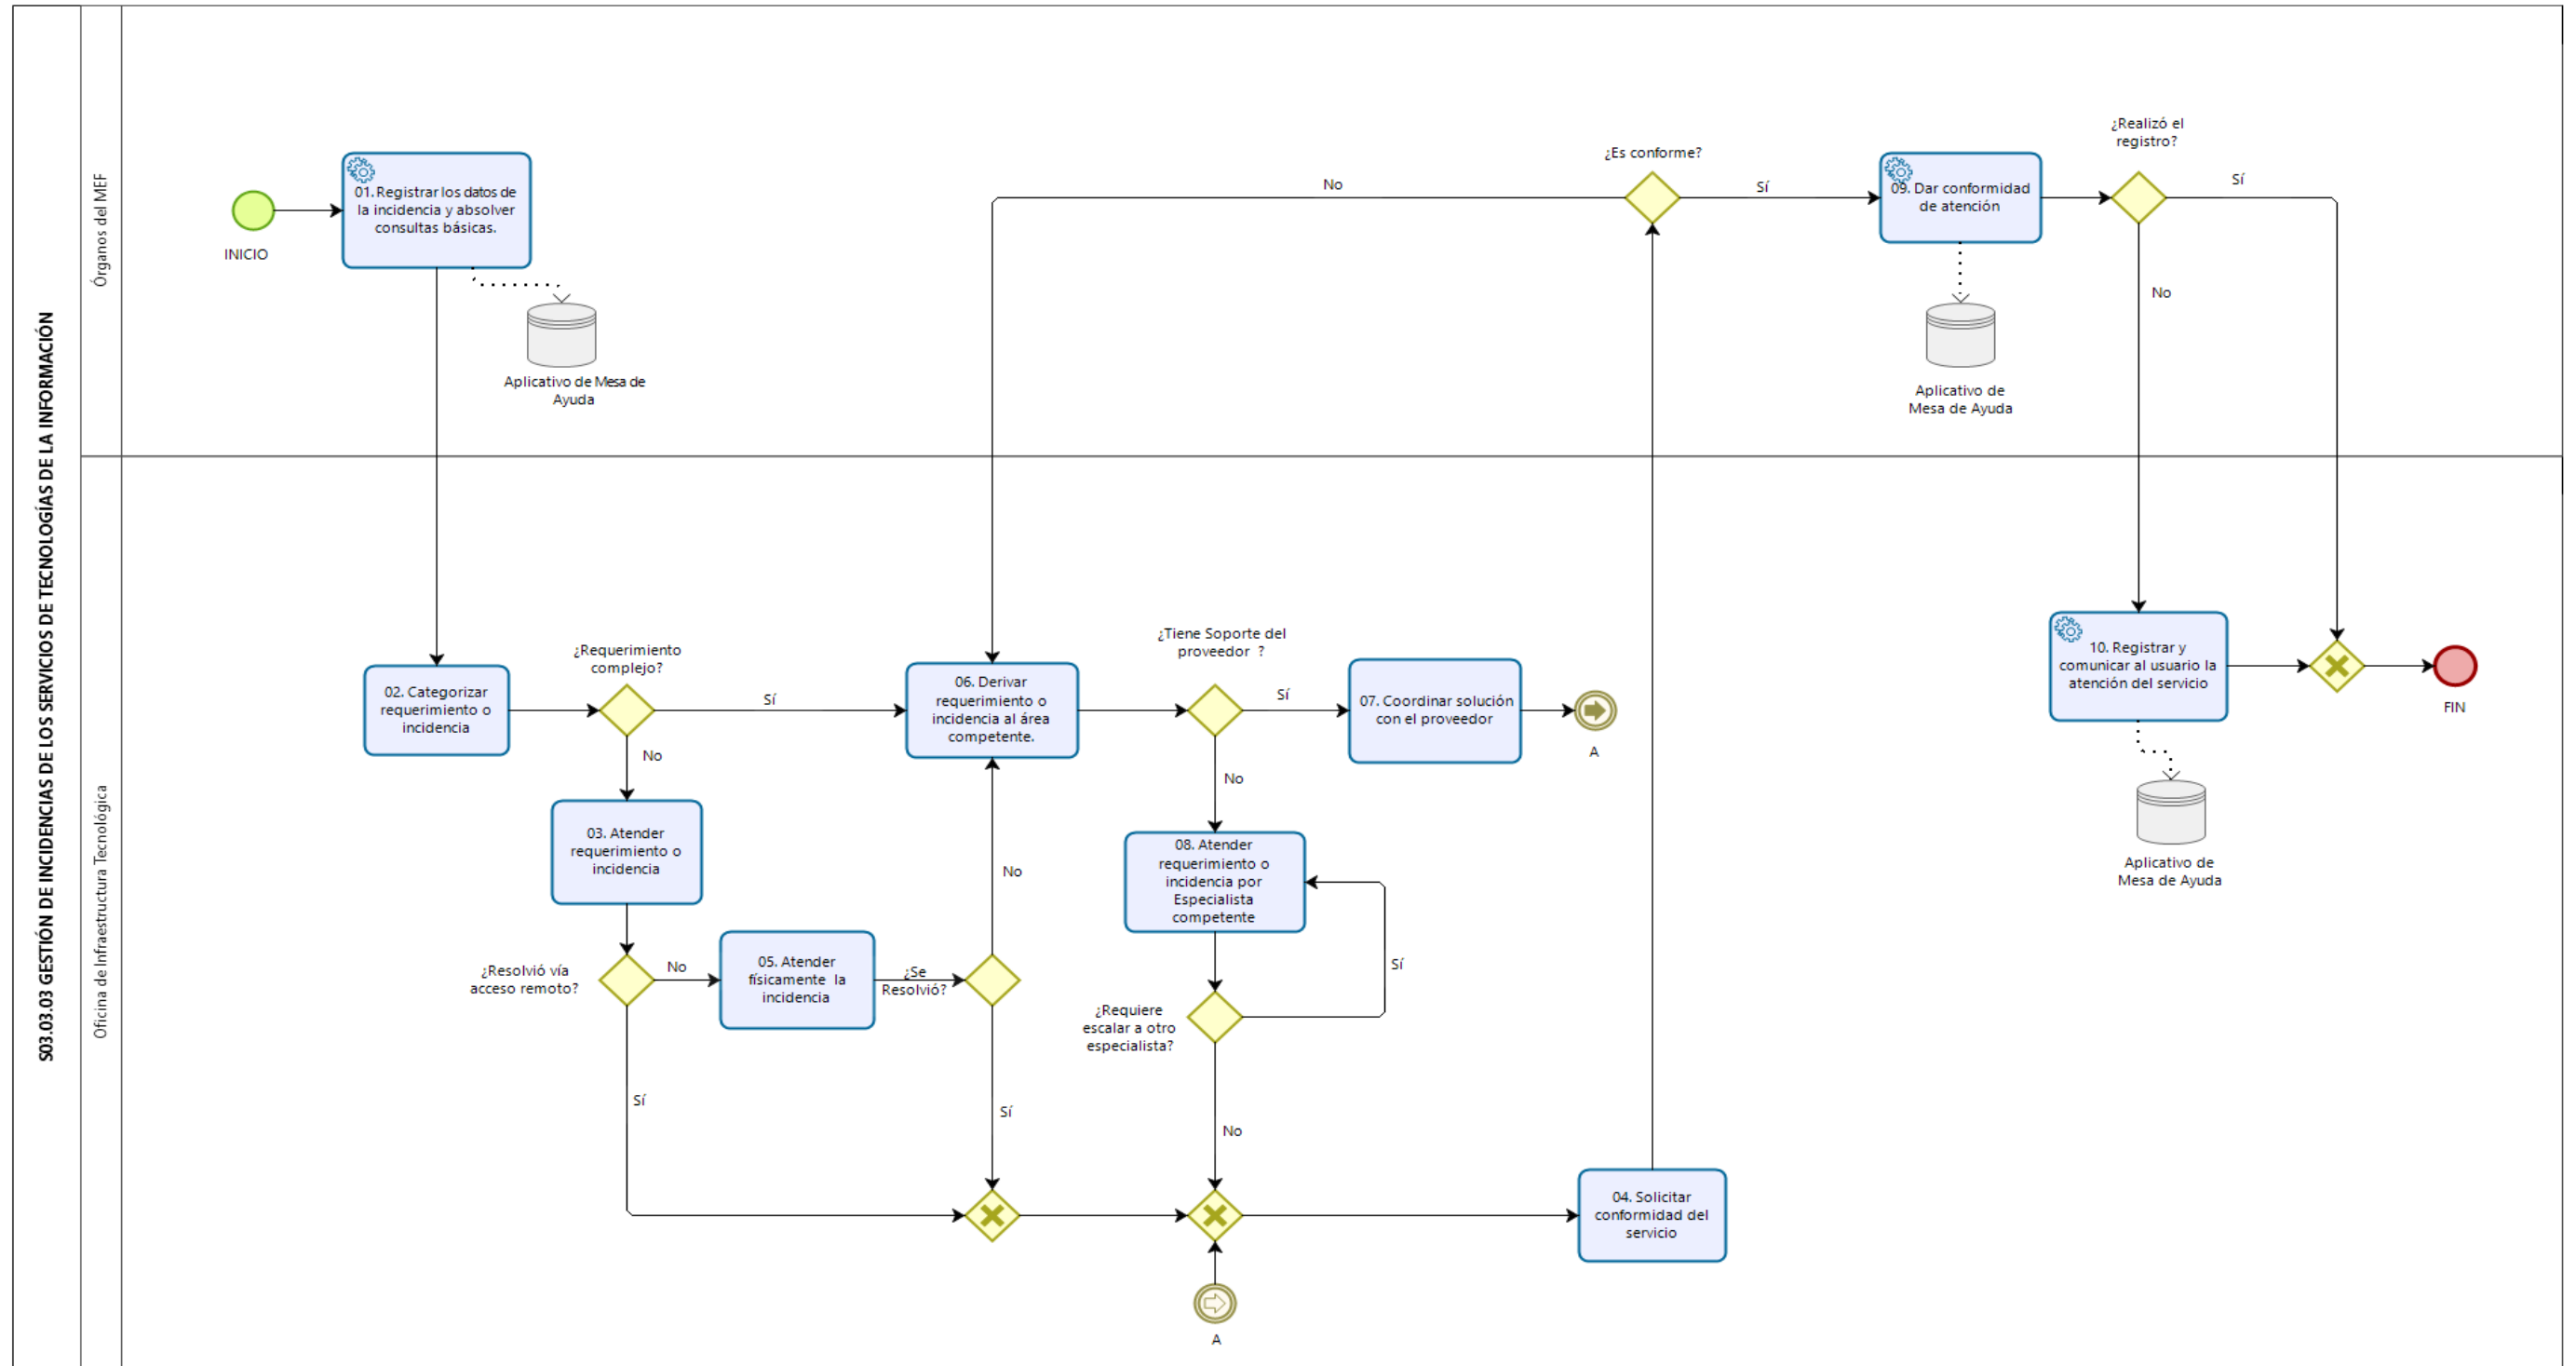 S03.03.03 GESTIÓN DE INCIDENCIAS DE LOS SERVICIOS DE TECNOLOGÍAS DE LA INFORMACIÓN
Órganos del MEF
INICIO
01. Registrar los datos de
la incidencia y absolver
consultas básicas.
Aplicativo de Mesa de
Ayuda
No
¿Es conforme?
Sí
09. Dar conformidad
de atención
Aplicativo de
Mesa de Ayuda
¿Realizó el
registro?
Sí
No
Oficina de Infraestructura Tecnológica
02. Categorizar
requerimiento o
incidencia
¿Requerimiento
complejo?
Sí
No
03. Atender
requerimiento o
incidencia
¿Resolvió vía
acceso remoto?
No
Sí
05. Atender
físicamente la
incidencia
¿Se
Resolvió?
No
Sí
06. Derivar
requerimiento o
incidencia al área
competente.
¿Tiene Soporte del
proveedor ?
Sí
No
07. Coordinar solución
con el proveedor
A
08. Atender
requerimiento o
incidencia por
Especialista
competente
Sí
¿Requiere
escalar a otro
especialista?
No
A
04. Solicitar
conformidad del
servicio
10. Registrar y
comunicar al usuario la
atención del servicio
Aplicativo de
Mesa de Ayuda
FIN